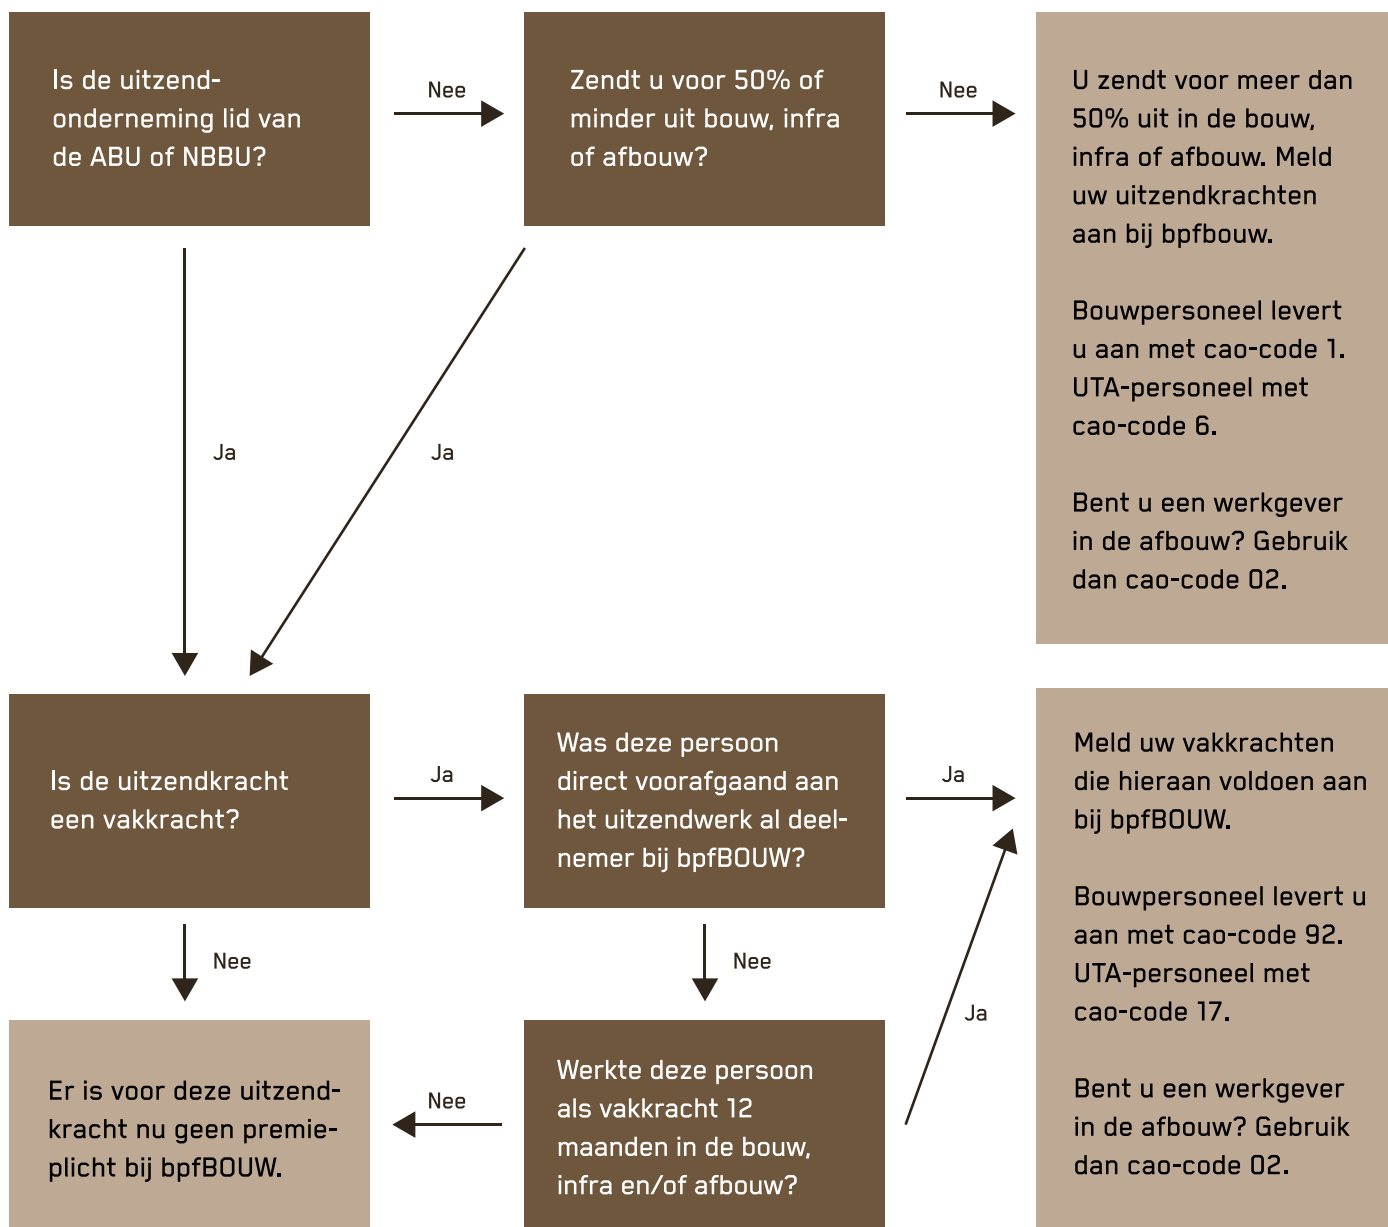 Is de uitzend-
onderneming lid van
de ABU of NBBU?
Nee
Zendt u voor 50% of
minder uit bouw, infra
of afbouw?
Nee
U zendt voor meer dan
50% uit in de bouw,
infra of afbouw. Meld
uw uitzendkrachten
aan bij bpfbouw.
Bouwpersoneel levert
u aan met cao-code 1.
UTA-personeel met
cao-code 6.
Bent u een werkgever
in de afbouw? Gebruik
dan cao-code 02.
Ja
Ja
Is de uitzendkracht
een vakkracht?
Ja
Was deze persoon
direct voorafgaand aan
het uitzendwerk al deel-
nemer bij bpfBOUW?
Ja
Meld uw vakkrachten
die hieraan voldoen aan
bij bpfBOUW.
Bouwpersoneel levert u
aan met cao-code 92.
UTA-personeel met
cao-code 17.
Bent u een werkgever
in de afbouw? Gebruik
dan cao-code 02.
Nee
Nee
Ja
Er is voor deze uitzend-
kracht nu geen premie-
plicht bij bpfBOUW.
Nee
Werkte deze persoon
als vakkracht 12
maanden in de bouw,
infra en/of afbouw?